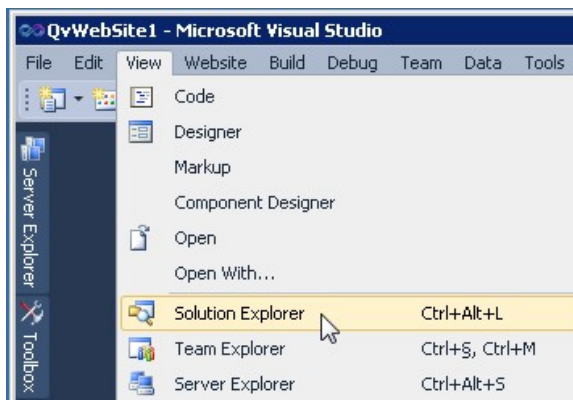 QvWebSite1 - Microsoft Visual Studio
File Edit View Website Build Debug Team Data Tools
Code
Designer
Markup
Component Designer
Open
Open With...
Solution Explorer Ctrl+Alt+L
Team Explorer Ctrl+§, Ctrl+M
Server Explorer Ctrl+Alt+S
Server Explorer
Toolbox